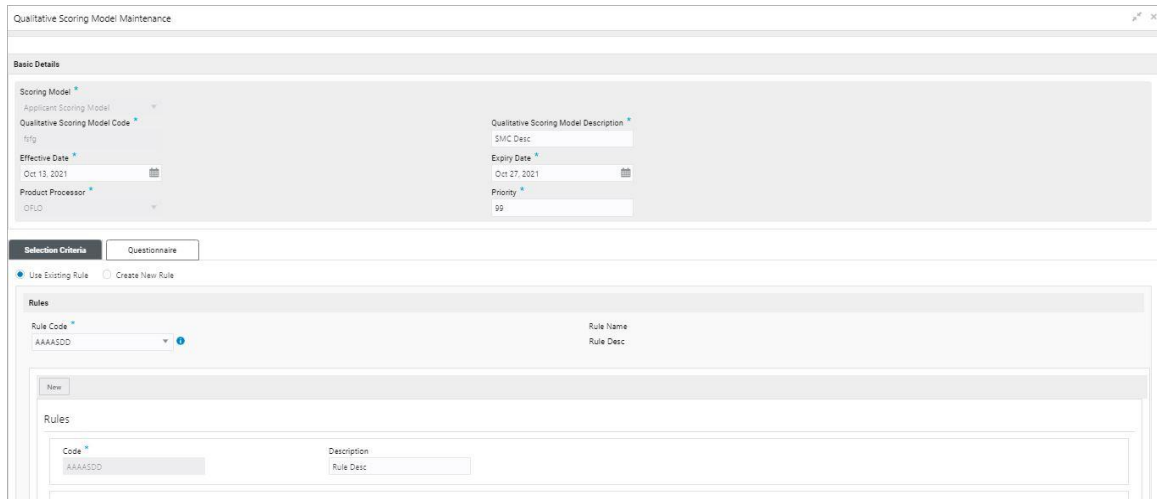 Qualitative Scoring Model Maintenance
Basic Details
Scoring Model *
Applicant Scoring Model
Qualitative Scoring Model Code * Qualitative Scoring Model Description *
fsfg SMC Desc
Effective Date * Expiry Date *
Oct 13, 2021 Oct 27, 2021
Product Processor * Priority *
OFLO 99
Selection Criteria Questionnaire
Use Existing Rule Create New Rule
Rules
Rule Code * Rule Name
AAAASDD Rule Desc
New
Rules
Code * Description
AAAASDD Rule Desc